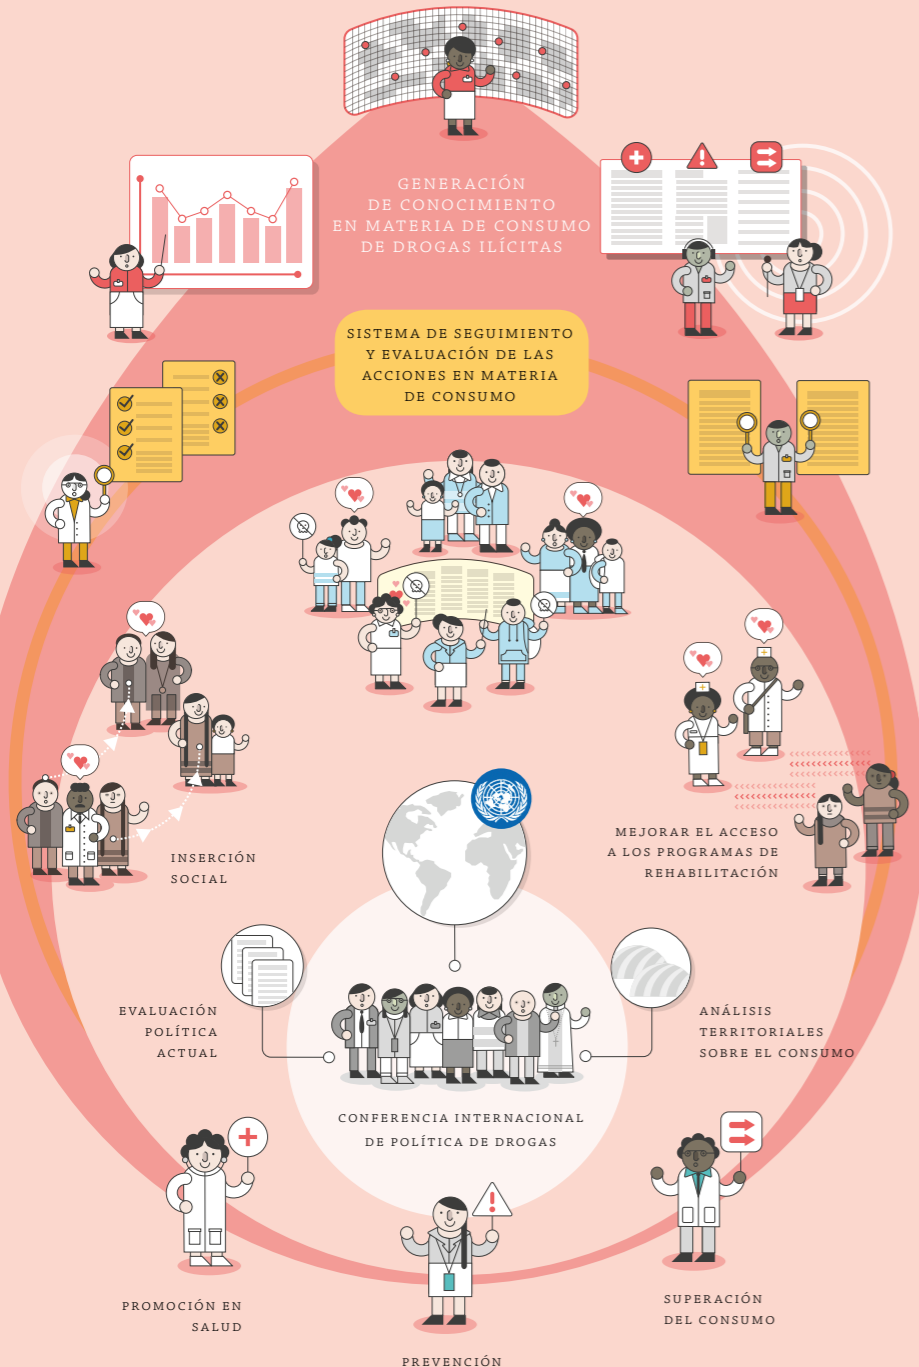 GENERACIÓN
DE CONOCIMIENTO
EN MATERIA DE CONSUMO
DE DROGAS ILÍCITAS
SISTEMA DE SEGUIMIENTO
Y EVALUACIÓN DE LAS
ACCIONES EN MATERIA
DE CONSUMO
INSERCIÓN
SOCIAL
MEJORAR EL ACCESO
A LOS PROGRAMAS DE
REHABILITACIÓN
EVALUACIÓN
POLÍTICA
ACTUAL
ANÁLISIS
TERRITORIALES
SOBRE EL CONSUMO
CONFERENCIA INTERNACIONAL
DE POLÍTICA DE DROGAS
PROMOCIÓN EN
SALUD
SUPERACIÓN
DEL CONSUMO
PREVENCIÓN